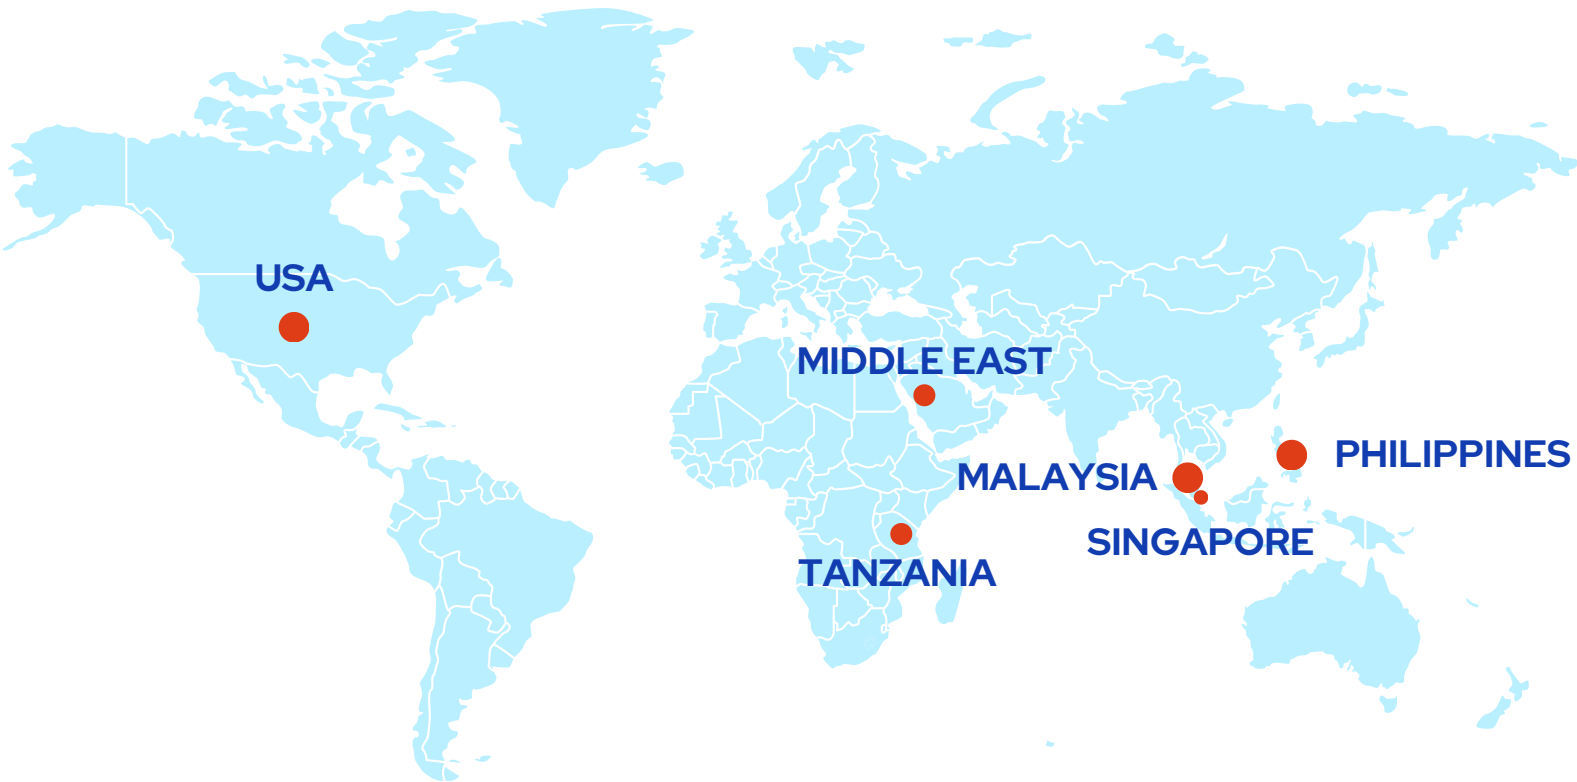 USA
MIDDLE EAST
PHILIPPINES
MALAYSIA
SINGAPORE
TANZANIA